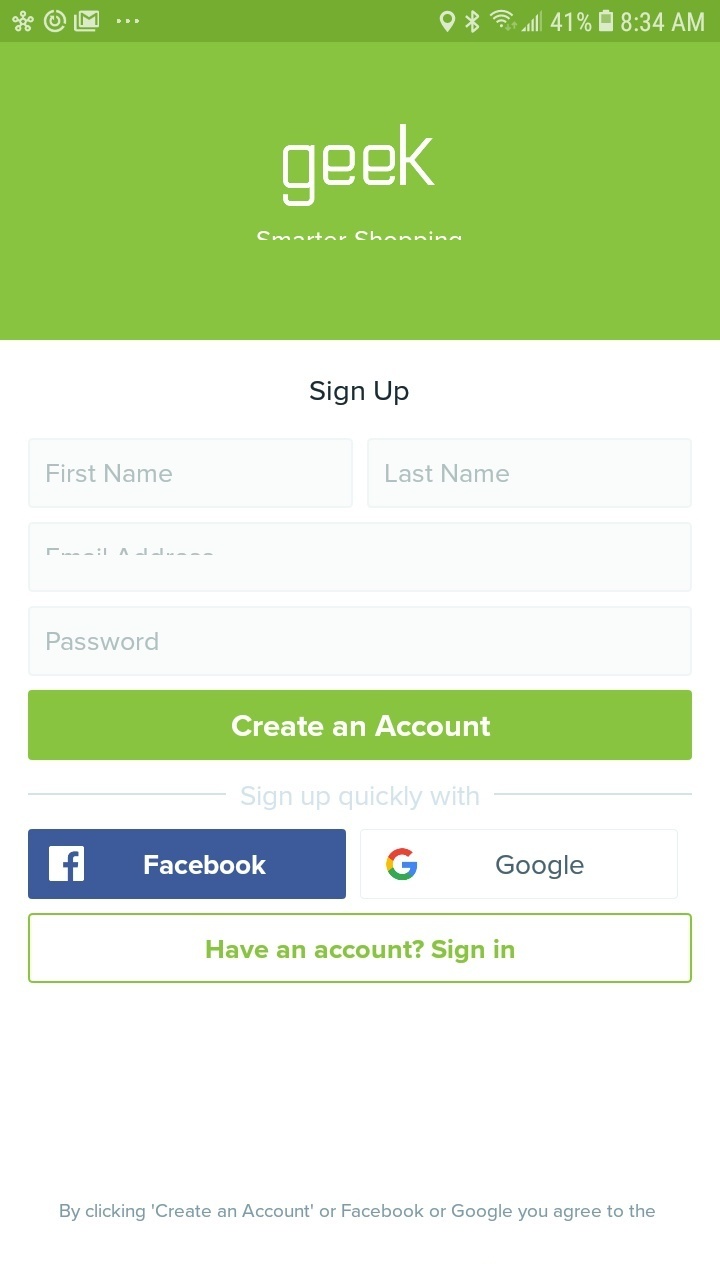 41% 8:34 AM
geek
Smarter Shopping
Sign Up
First Name Last Name
Email Address
Password
Create an Account
Sign up quickly with
Facebook Google
Have an account? Sign in
By clicking 'Create an Account' or Facebook or Google you agree to the